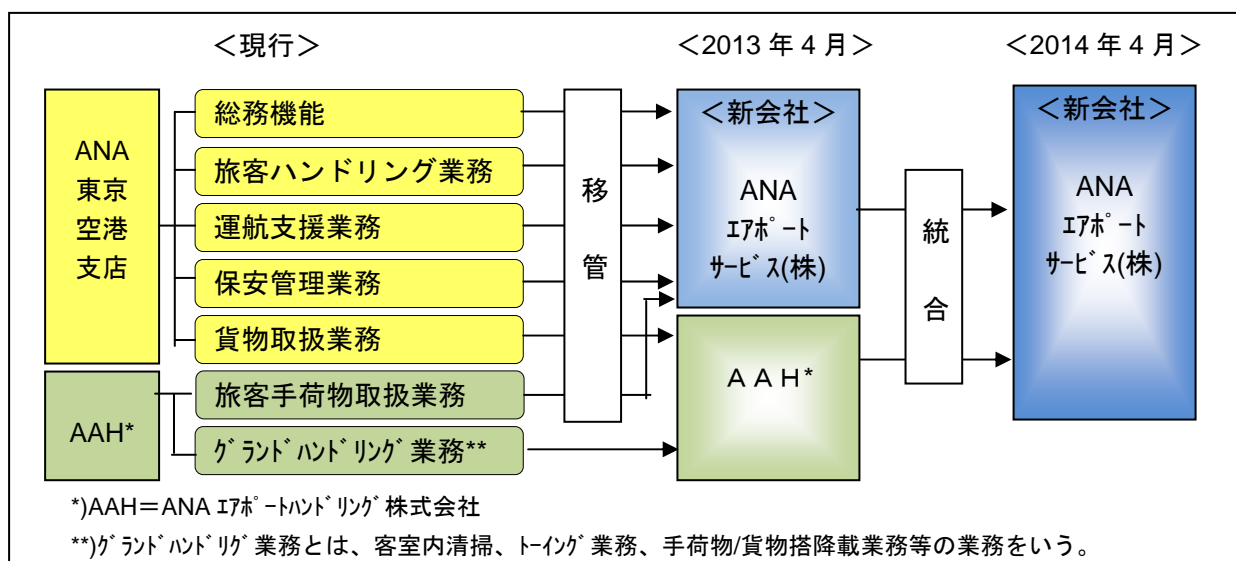 ＜現行＞
＜2013 年 4 月＞
＜2014 年 4 月＞
ANA
東京
空港
支店
総務機能
旅客ハンドリング業務
運航支援業務
保安管理業務
貨物取扱業務
AAH*
旅客手荷物取扱業務
ｸﾞﾗﾝﾄﾞﾊﾝﾄﾞﾘﾝｸﾞ業務**
移
管
＜新会社＞
ANA
ｴｱﾎﾟｰﾄ
ｻｰﾋﾞｽ(株)
ＡＡＨ*
統
合
＜新会社＞
ANA
ｴｱﾎﾟｰﾄ
ｻｰﾋﾞｽ(株)
*)AAH＝ANA ｴｱﾎﾟｰﾄﾊﾝﾄﾞﾘﾝｸﾞ株式会社
**)ｸﾞﾗﾝﾄﾞﾊﾝﾄﾞﾘｸﾞ業務とは、客室内清掃、ﾄｰｲﾝｸﾞ業務、手荷物/貨物搭降載業務等の業務をいう。